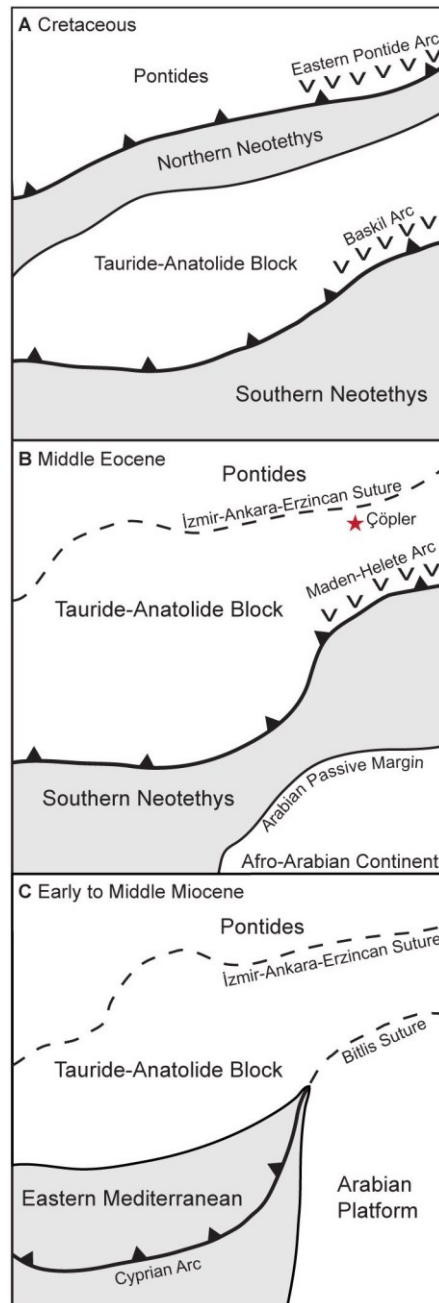 A Cretaceous
Eastern Pontide Arc
Pontides
Northern Neotethys
Baskil Arc
Tauride-Anatolide Block
Southern Neotethys
B Middle Eocene
Pontides
İzmir-Ankara-Erzincan Suture
Çöpler
Maden-Helete Arc
Tauride-Anatolide Block
Southern Neotethys
Arabian Passive Margin
Afro-Arabian Continent
C Early to Middle Miocene
Pontides
İzmir-Ankara-Erzincan Suture
Bitlis Suture
Tauride-Anatolide Block
Eastern Mediterranean
Arabian
Platform
Cyprian Arc